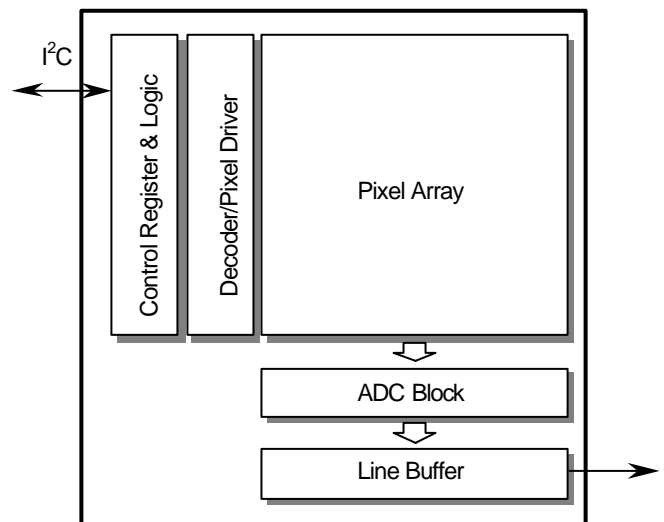 I²C
Control Register & Logic
Decoder/Pixel Driver
Pixel Array
ADC Block
Line Buffer